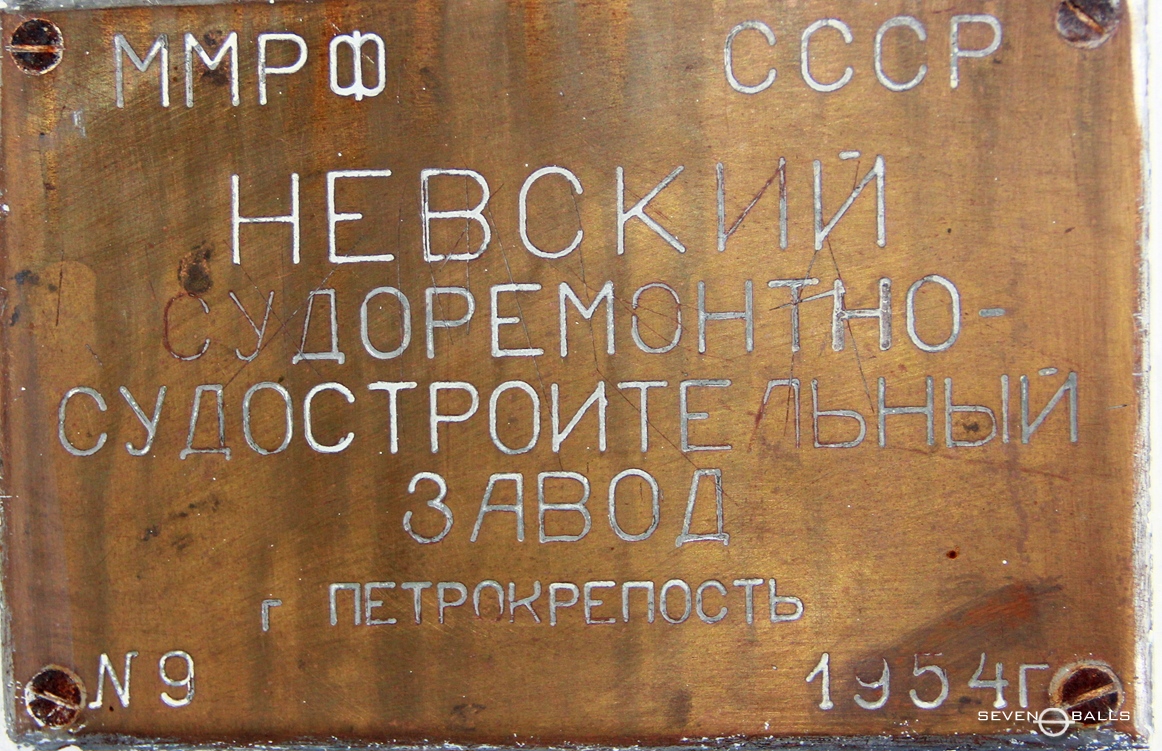 ММРФ СССР
НЕВСКИЙ
СУДОРЕМОНТНО-
СУДОСТРОИТЕЛЬНЫЙ
ЗАВОД
г ПЕТРОКРЕПОСТЬ
N 9 1954г
SEVEN BALLS